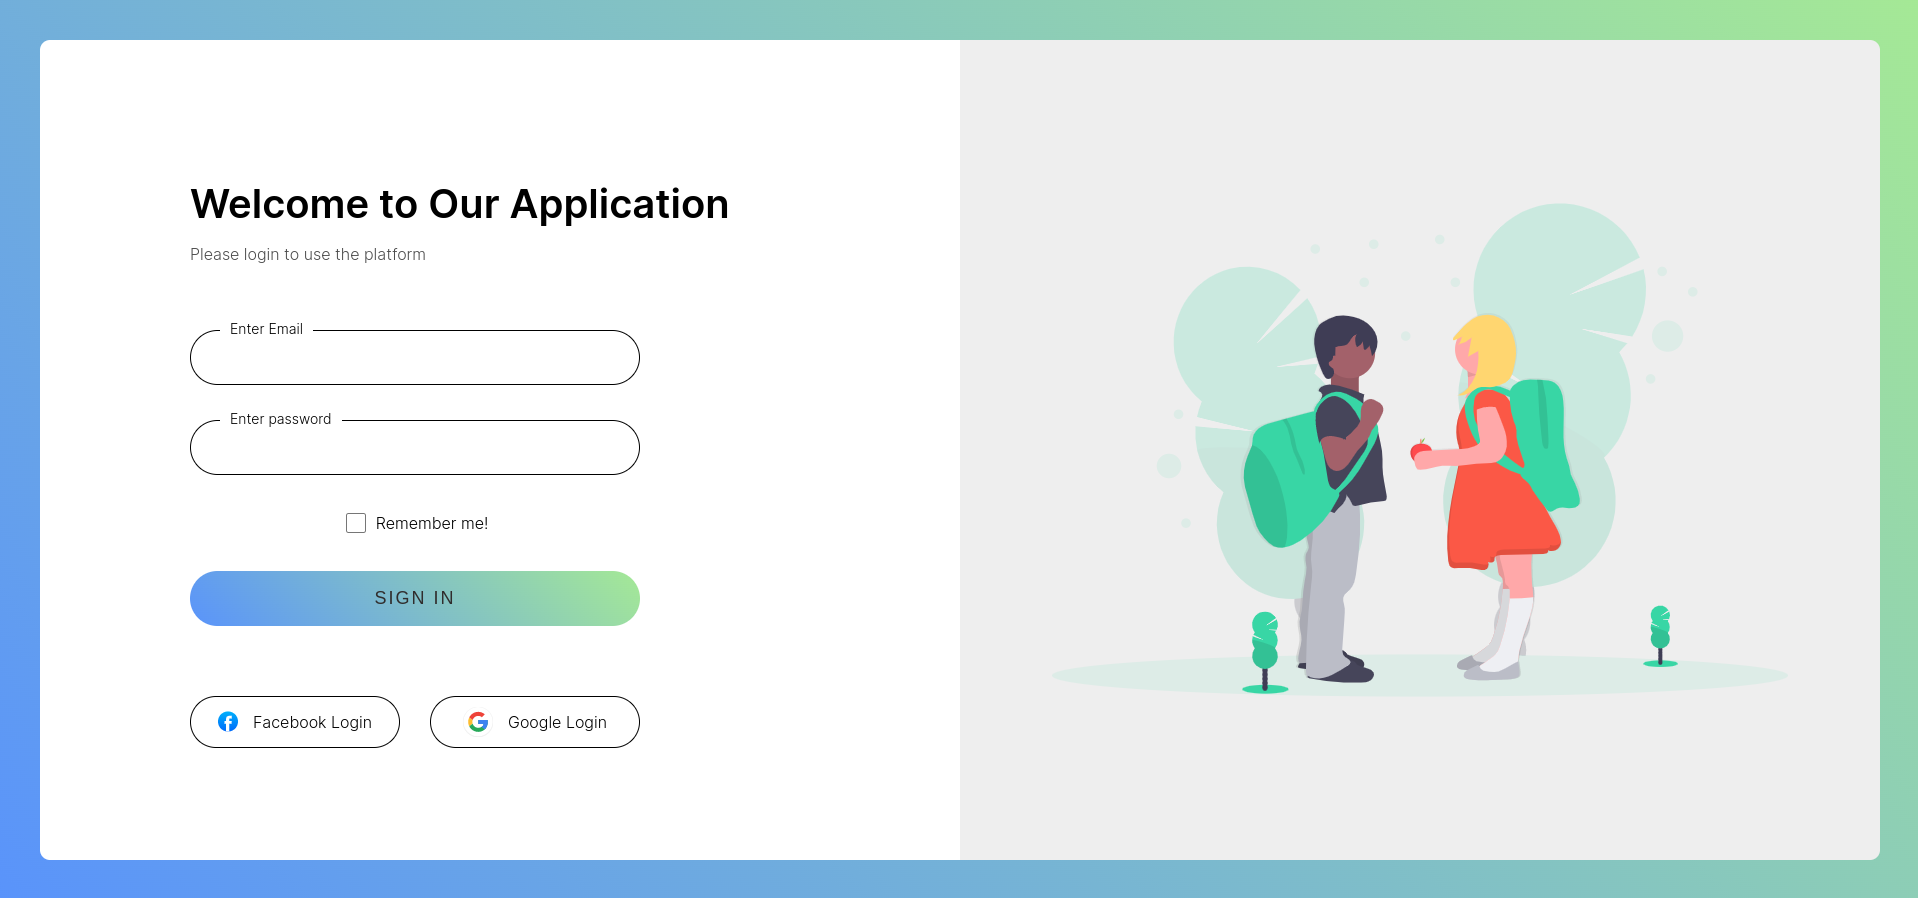 Welcome to Our Application
Please login to use the platform
Enter Email
Enter password
Remember me!
SIGN IN
Facebook Login
Google Login